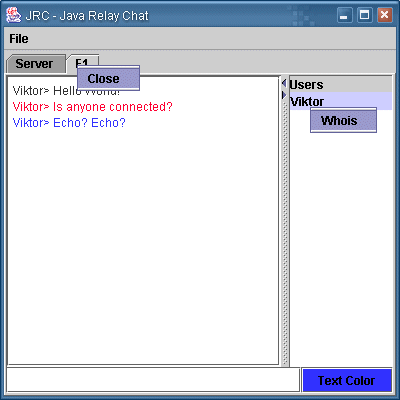 JRC - Java Relay Chat
File
Server F1
Close
Viktor> Hello World!
Viktor> Is anyone connected?
Viktor> Echo? Echo?
Users
Viktor
Whois
Text Color